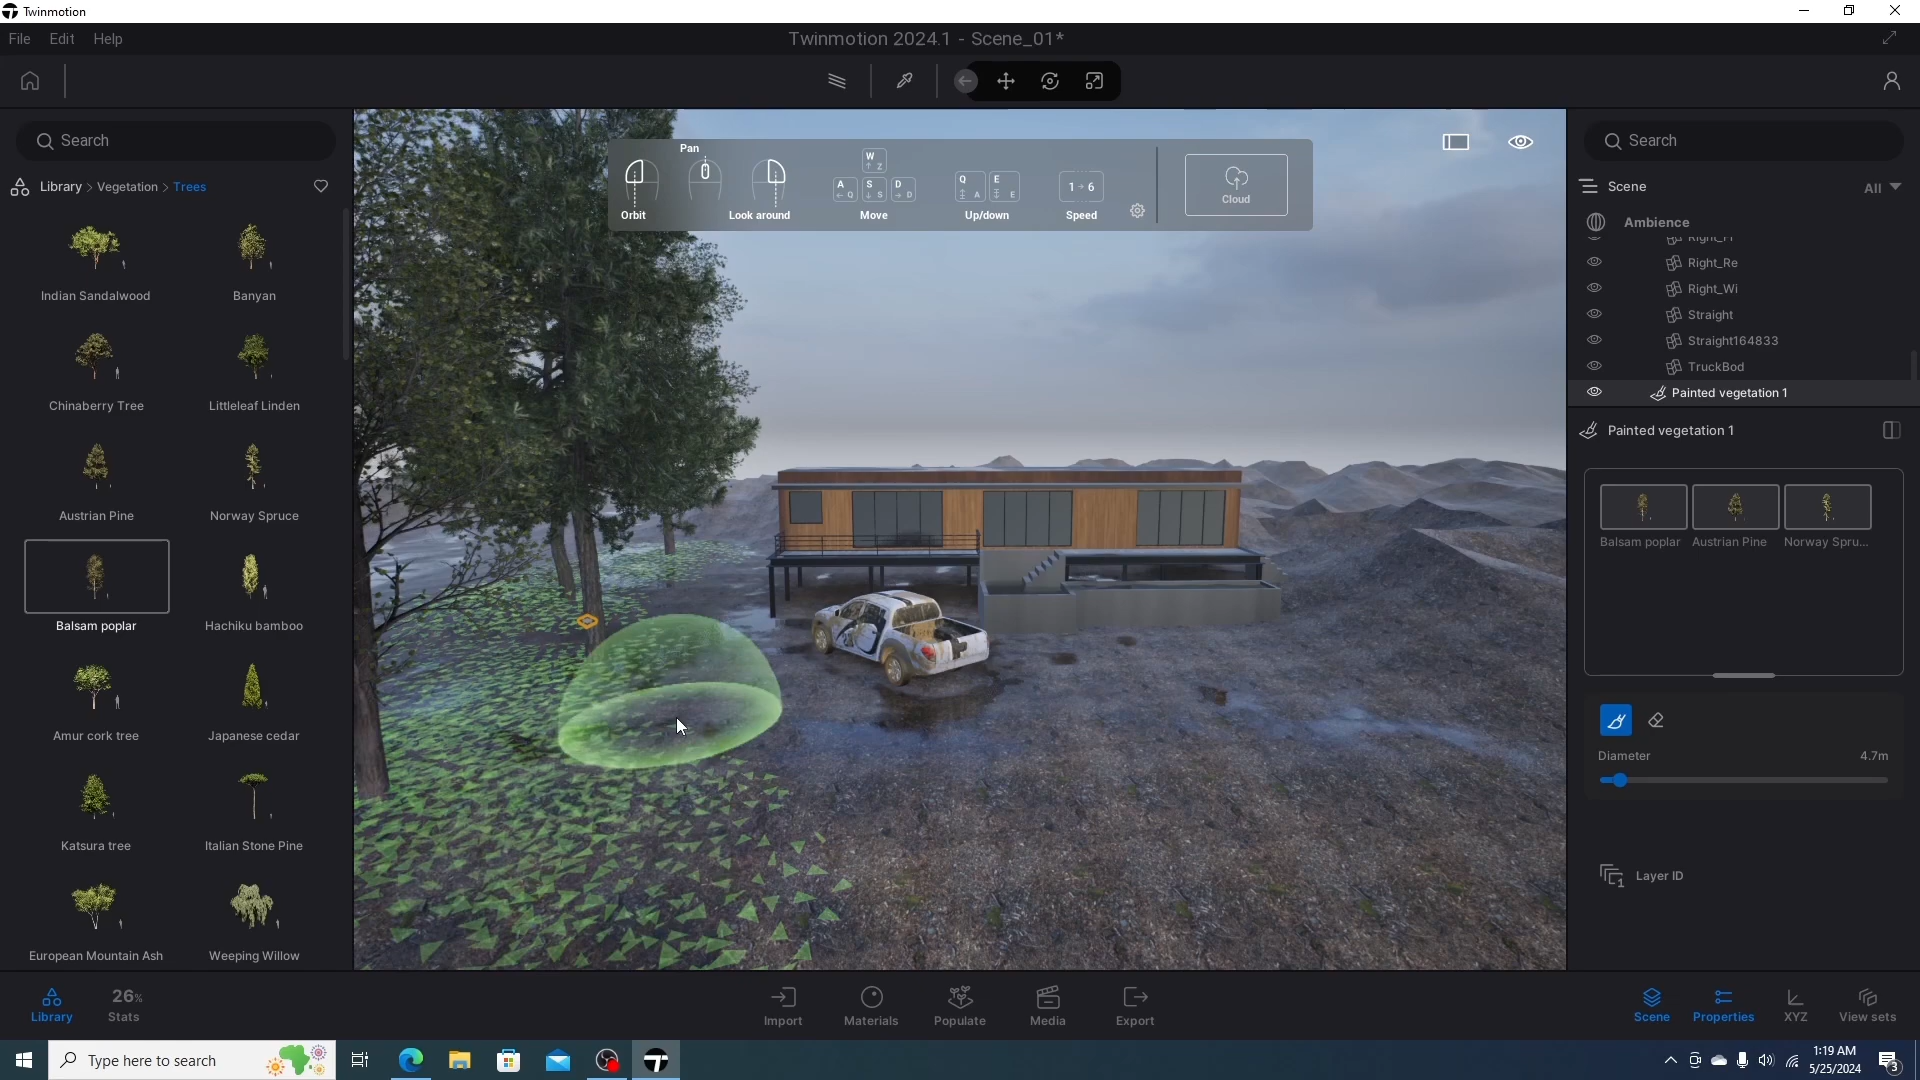 Twinmotion
File Edit Help
Twinmotion 2024.1 - Scene_01*
Search
Library > Vegetation > Trees
Indian Sandalwood
Banyan
Chinaberry Tree
Littleleaf Linden
Austrian Pine
Norway Spruce
Balsam poplar
Hachiku bamboo
Amur cork tree
Japanese cedar
Katsura tree
Italian Stone Pine
European Mountain Ash
Weeping Willow
Pan
Orbit
Look around
W
Z
A Q
S S
D D
Move
Q A
E E
Up/down
1 6
Speed
Cloud
Search
Scene
All
Ambience
Right_Fr
Right_Re
Right_Wi
Straight
Straight164833
TruckBod
Painted vegetation 1
Painted vegetation 1
Balsam poplar
Austrian Pine
Norway Spru...
Diameter
4.7m
1
Layer ID
Library
26%
Stats
Import
Materials
Populate
Media
Export
Scene
Properties
XYZ
View sets
Type here to search
1:19 AM
5/25/2024
3